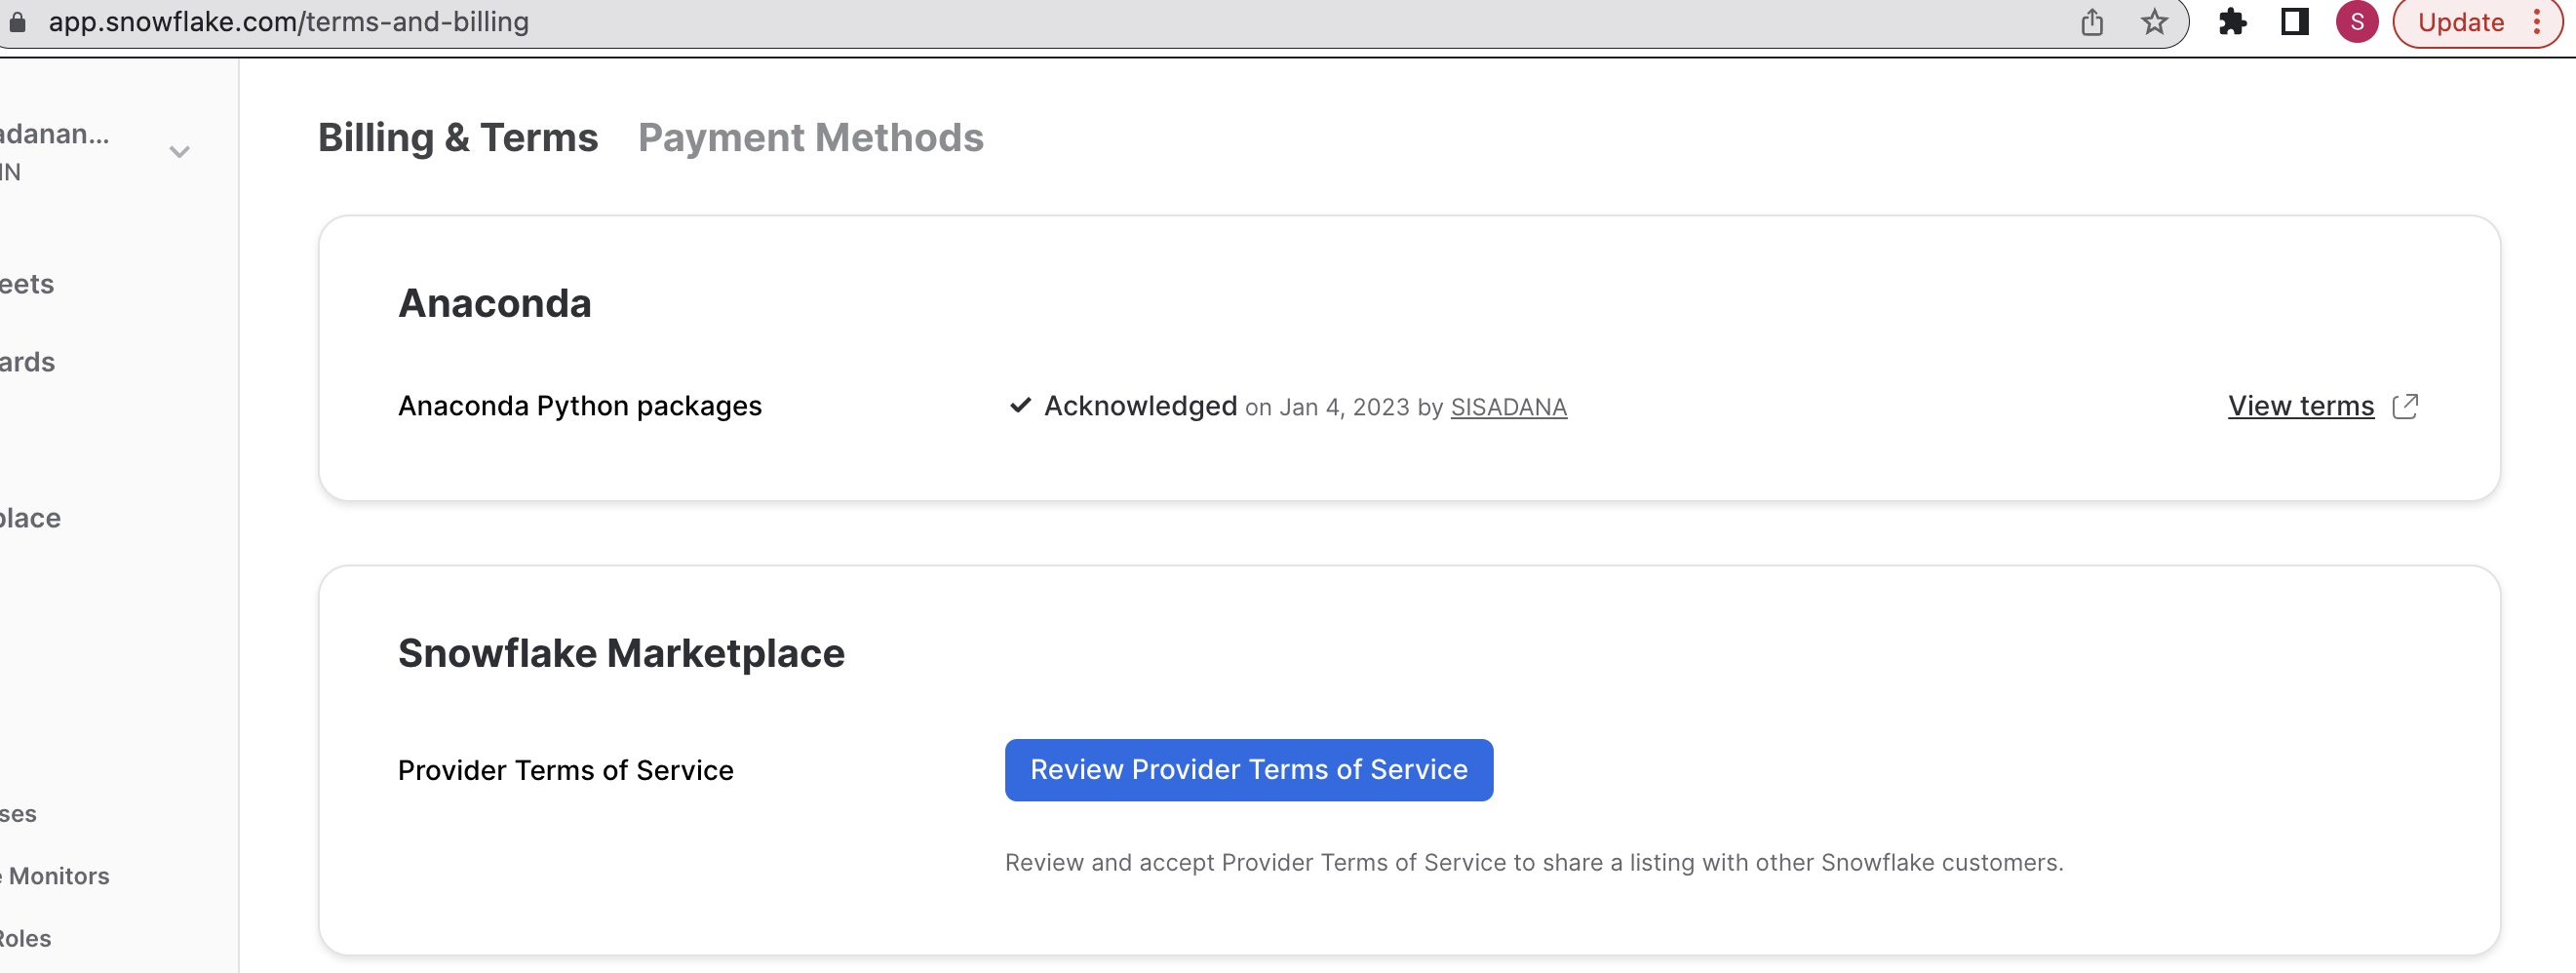 app.snowflake.com/terms-and-billing
S
Update
adanan...
IN
eets
ards
place
ses
e Monitors
Roles
Billing & Terms
Payment Methods
Anaconda
Anaconda Python packages
Acknowledged on Jan 4, 2023 by SISADANA
View terms
Snowflake Marketplace
Provider Terms of Service
Review Provider Terms of Service
Review and accept Provider Terms of Service to share a listing with other Snowflake customers.